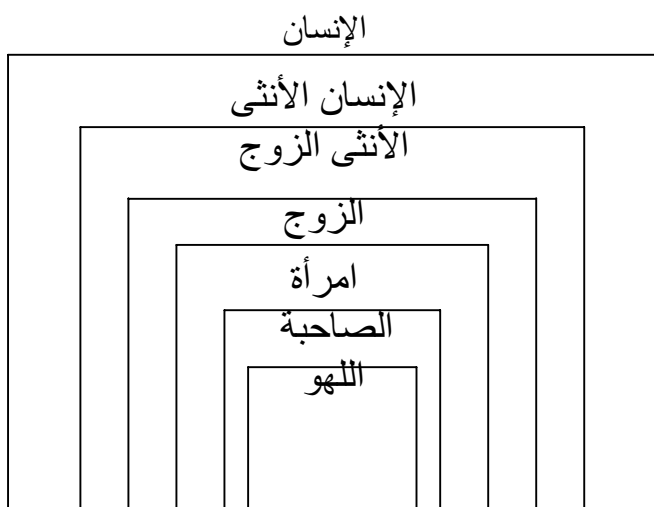 الإنسان
الإنسان الأنثى
الأنثى الزوج
الزوج
امرأة
الصاحبة
اللهو